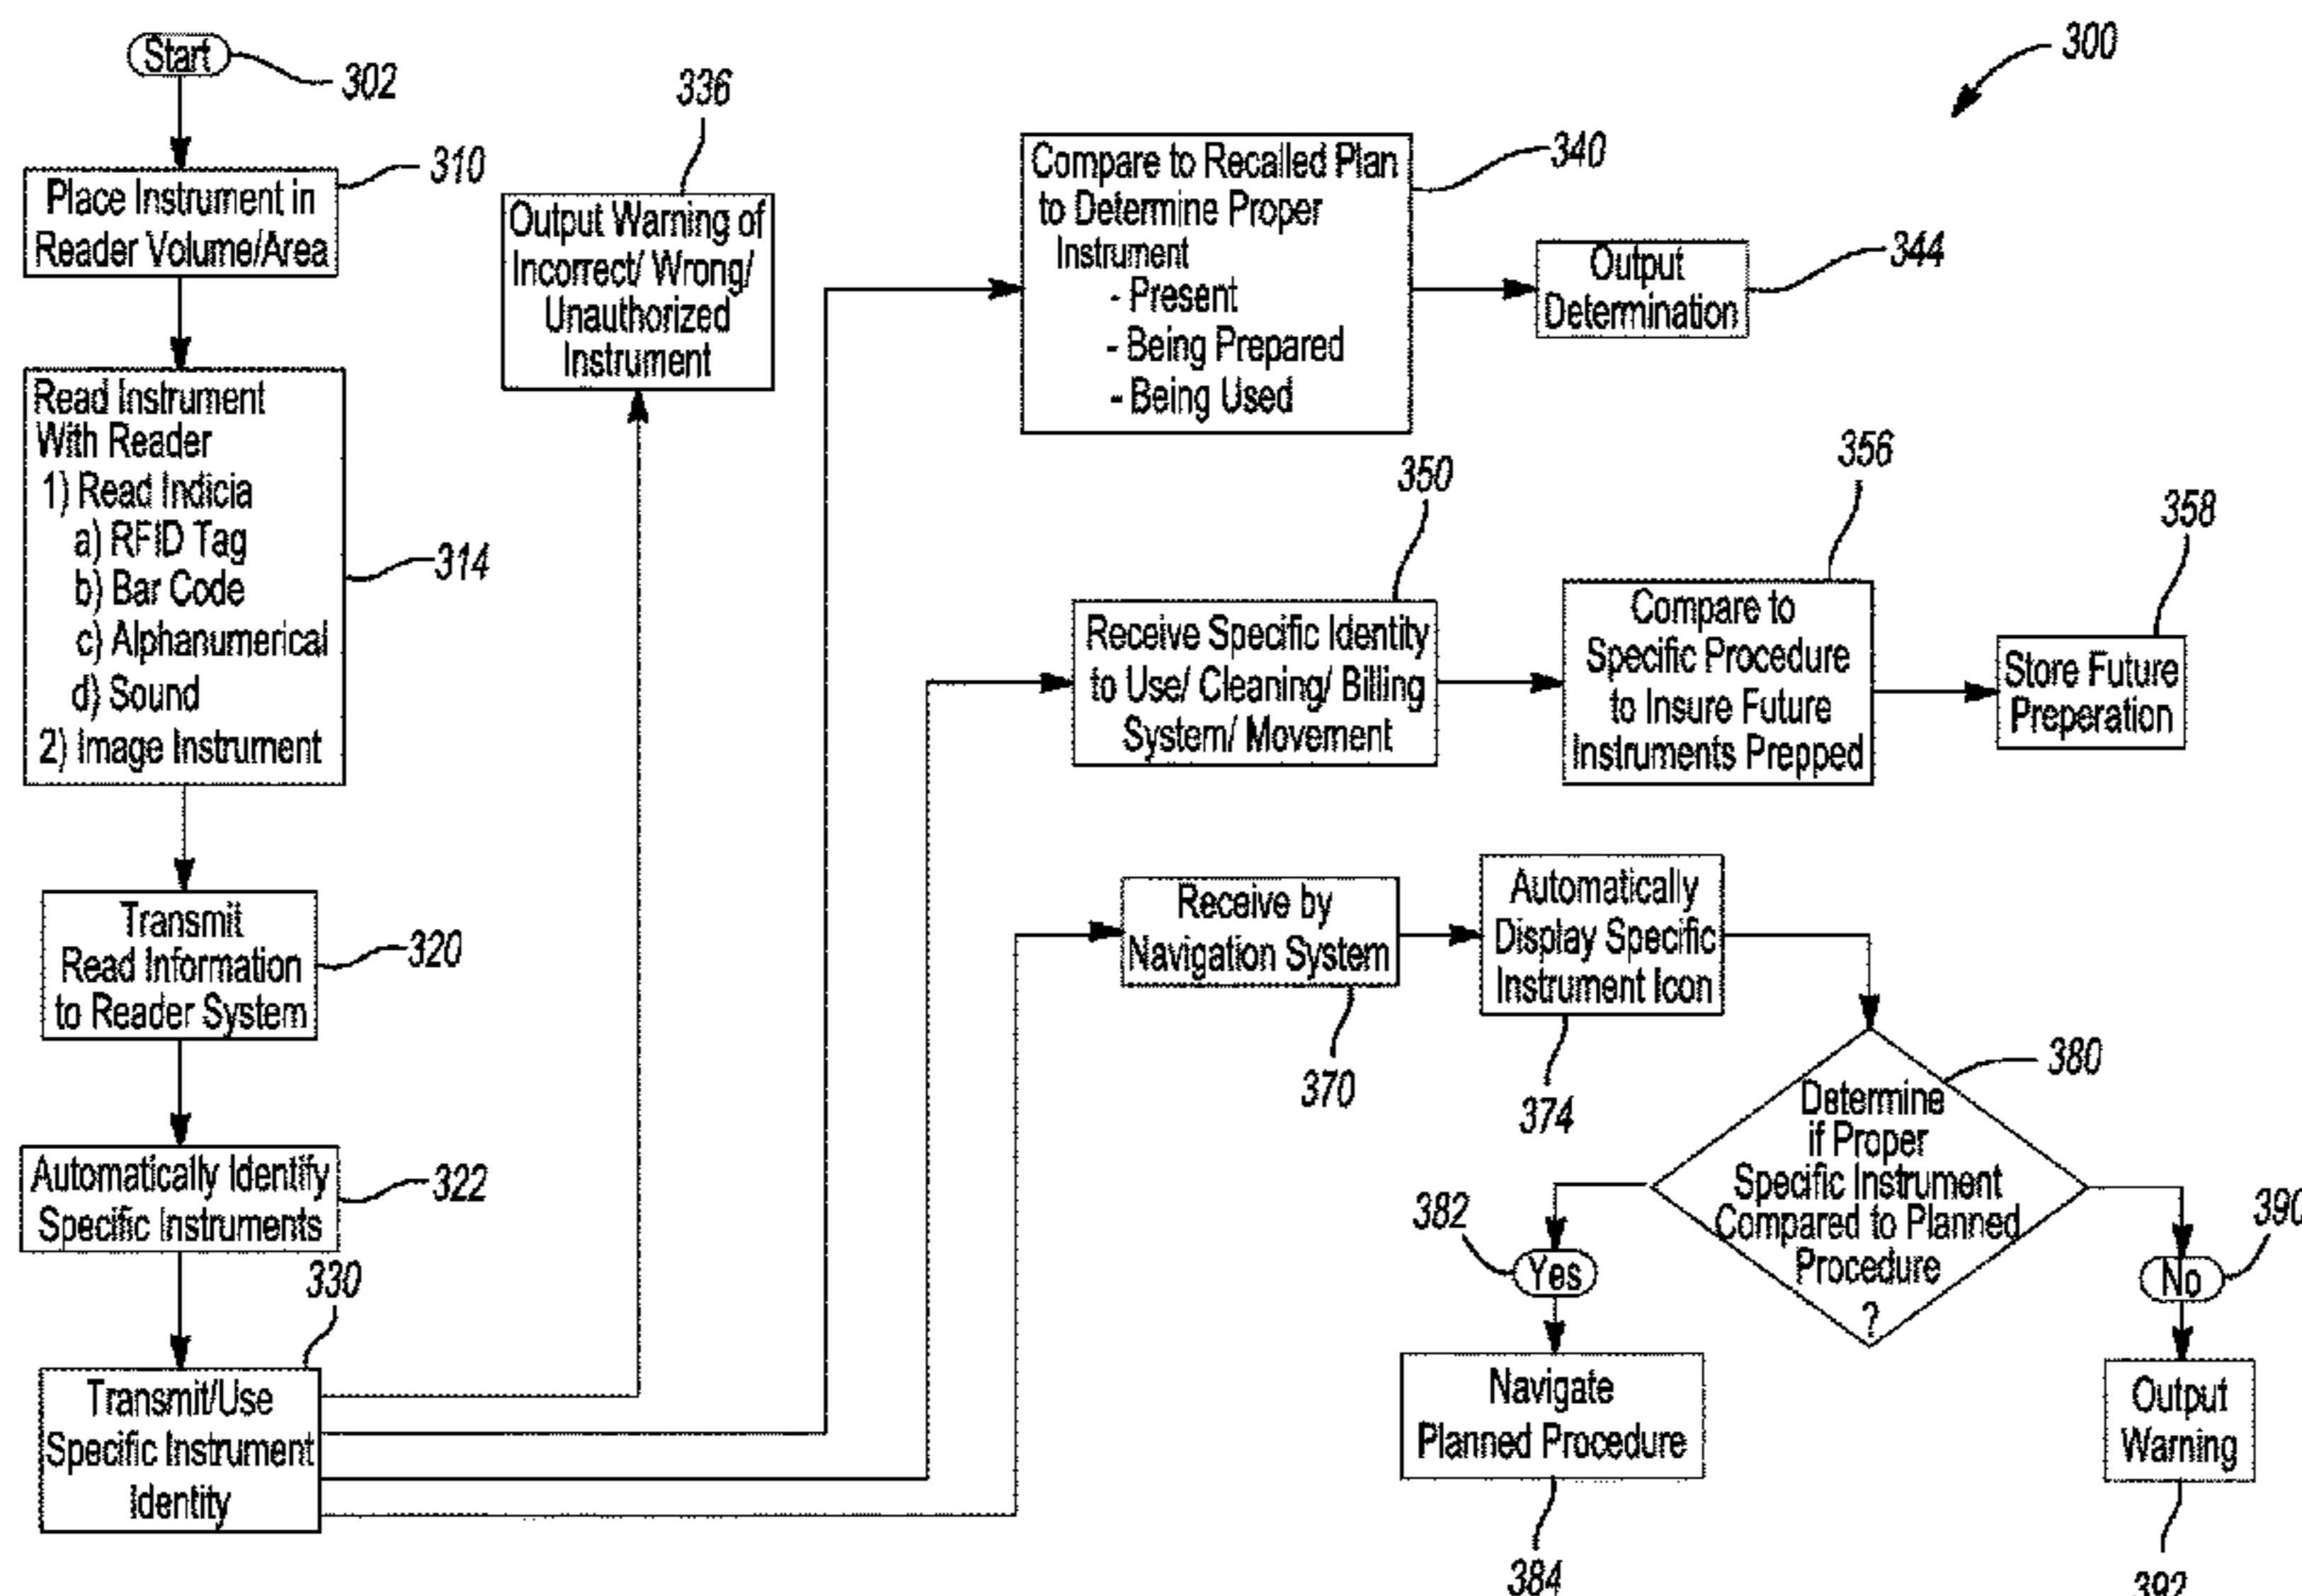 Start
302
310
Place Instrument in
Reader Volume/Area
Read Instrument
With Reader
1) Read Indicia
a) RFID Tag
b) Bar Code
c) Alphanumerical
d) Sound
2) Image Instrument
314
Transmit
Read Information
to Reader System
320
Automatically Identify
Specific Instruments
322
330
Transmit/Use
Specific Instrument
Identity
336
Output Warning of
Incorrect/ Wrong/
Unauthorized
Instrument
300
Compare to Recalled Plan
to Determine Proper
Instrument
- Present
- Being Prepared
- Being Used
340
Output
Determination
344
350
Receive Specific Identity
to Use/ Cleaning/ Billing
System/ Movement
356
Compare to
Specific Procedure
to Insure Future
Instruments Prepped
358
Store Future
Preperation
Receive by
Navigation System
370
Automatically
Display Specific
Instrument Icon
374
380
Determine
if Proper
Specific Instrument
Compared to Planned
Procedure
?
382
Yes
Navigate
Planned Procedure
384
390
No
Output
Warning
392